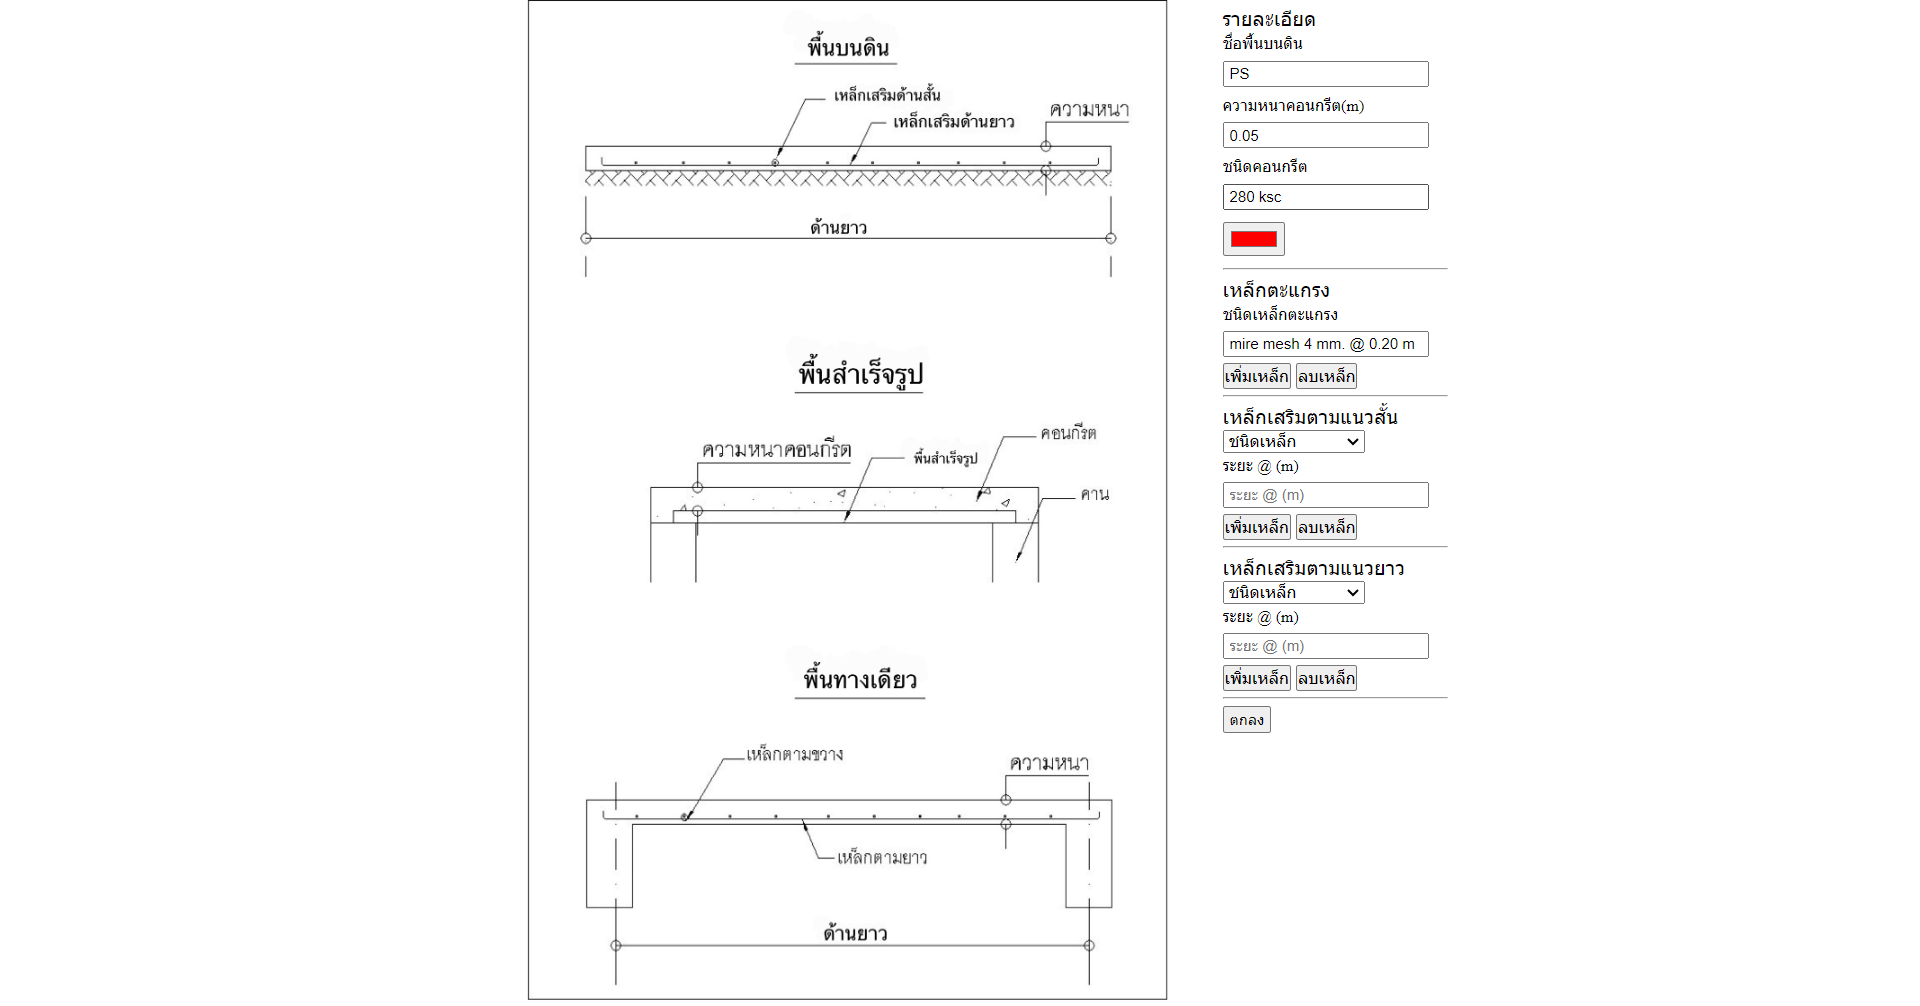 พื้นบนดิน
เหล็กเสริมด้านสั้น
เหล็กเสริมด้านยาว
ความหนา
ด้านยาว
พื้นสำเร็จรูป
คอนกรีต
ความหนาคอนกรีต
พื้นสำเร็จรูป
คาน
พื้นทางเดียว
เหล็กตามขวาง
ความหนา
เหล็กตามยาว
ด้านยาว
รายละเอียด
ชื่อพื้นบนดิน
PS
ความหนาคอนกรีต(m)
0.05
ชนิดคอนกรีต
280 ksc
เหล็กตะแกรง
ชนิดเหล็กตะแกรง
mire mesh 4 mm. @ 0.20 m
เพิ่มเหล็ก ลบเหล็ก
เหล็กเสริมตามแนวสั้น
ชนิดเหล็ก
ระยะ @ (m)
ระยะ @ (m)
เพิ่มเหล็ก ลบเหล็ก
เหล็กเสริมตามแนวยาว
ชนิดเหล็ก
ระยะ @ (m)
ระยะ @ (m)
เพิ่มเหล็ก ลบเหล็ก
ตกลง